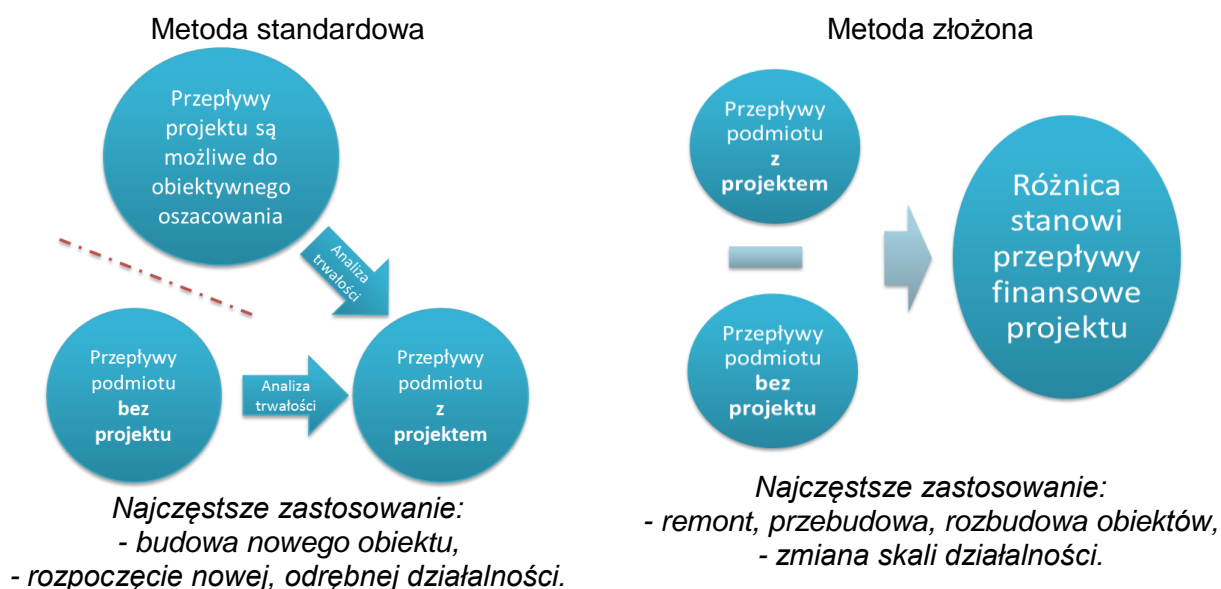 Metoda standardowa
Przepływy
projektu są
możliwe do
obiektywnego
oszacowania
Analiza
trwałości
Przepływy
podmiotu
bez
projektu
Analiza
trwałości
Przepływy
podmiotu
z
projektem
Najczęstsze zastosowanie:
- budowa nowego obiektu,
- rozpoczęcie nowej, odrębnej działalności.
Metoda złożona
Przepływy
podmiotu
z
projektem
Przepływy
podmiotu
bez
projektu
Różnica
stanowi
przepływy
finansowe
projektu
Najczęstsze zastosowanie:
- remont, przebudowa, rozbudowa obiektów,
- zmiana skali działalności.